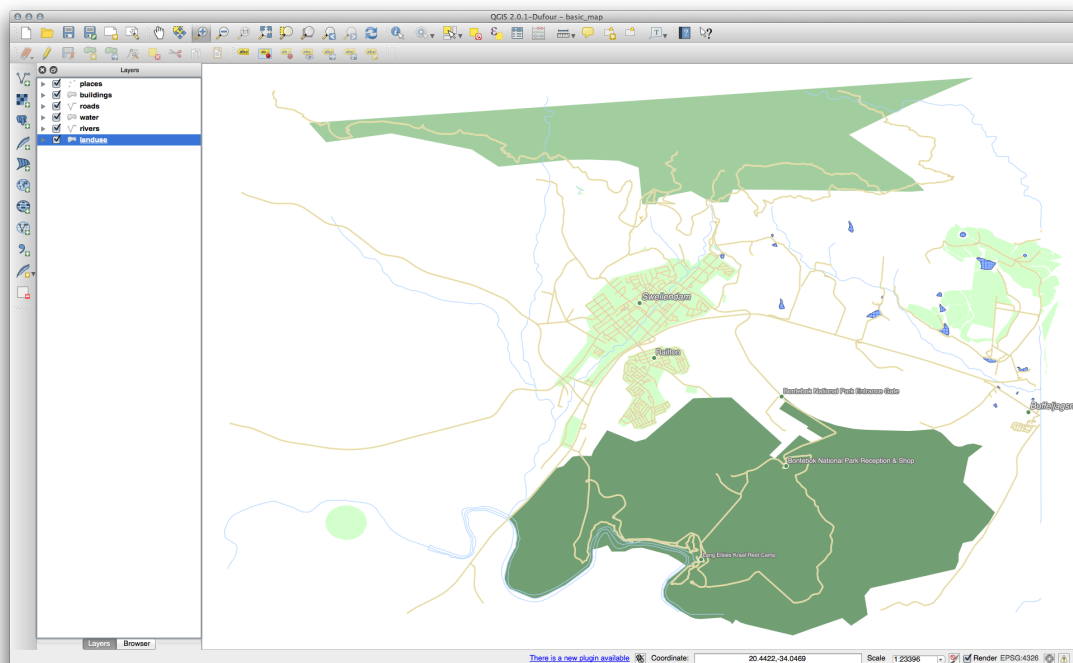 QGIS 2.0.1-Dufour - basic_map
Layers
places
buildings
roads
water
rivers
landuse
Swellendam
Railton
Bontebok National Park Entrance Gate
Bontebok National Park Reception & Shop
Lang Elsies Kraal Rest Camp
Layers
Browser
There is a new plugin available
Coordinate:
20.4422,-34.0469
Scale
1:23396
Render
EPSG:4326